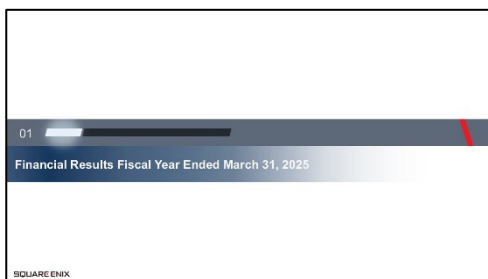 01
Financial Results Fiscal Year Ended March 31, 2025
SQUARE ENIX